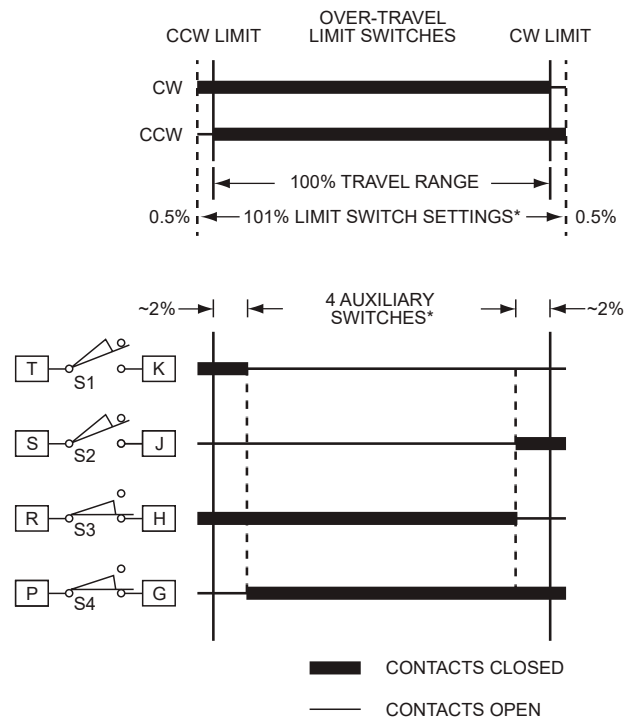 OVER-TRAVEL
CCW LIMIT LIMIT SWITCHES CW LIMIT
CW
CCW
100% TRAVEL RANGE
0.5% 101% LIMIT SWITCH SETTINGS* 0.5%
~2% 4 AUXILIARY ~2%
SWITCHES*
T S1 K
S S2 J
R S3 H
P S4 G
CONTACTS CLOSED
CONTACTS OPEN